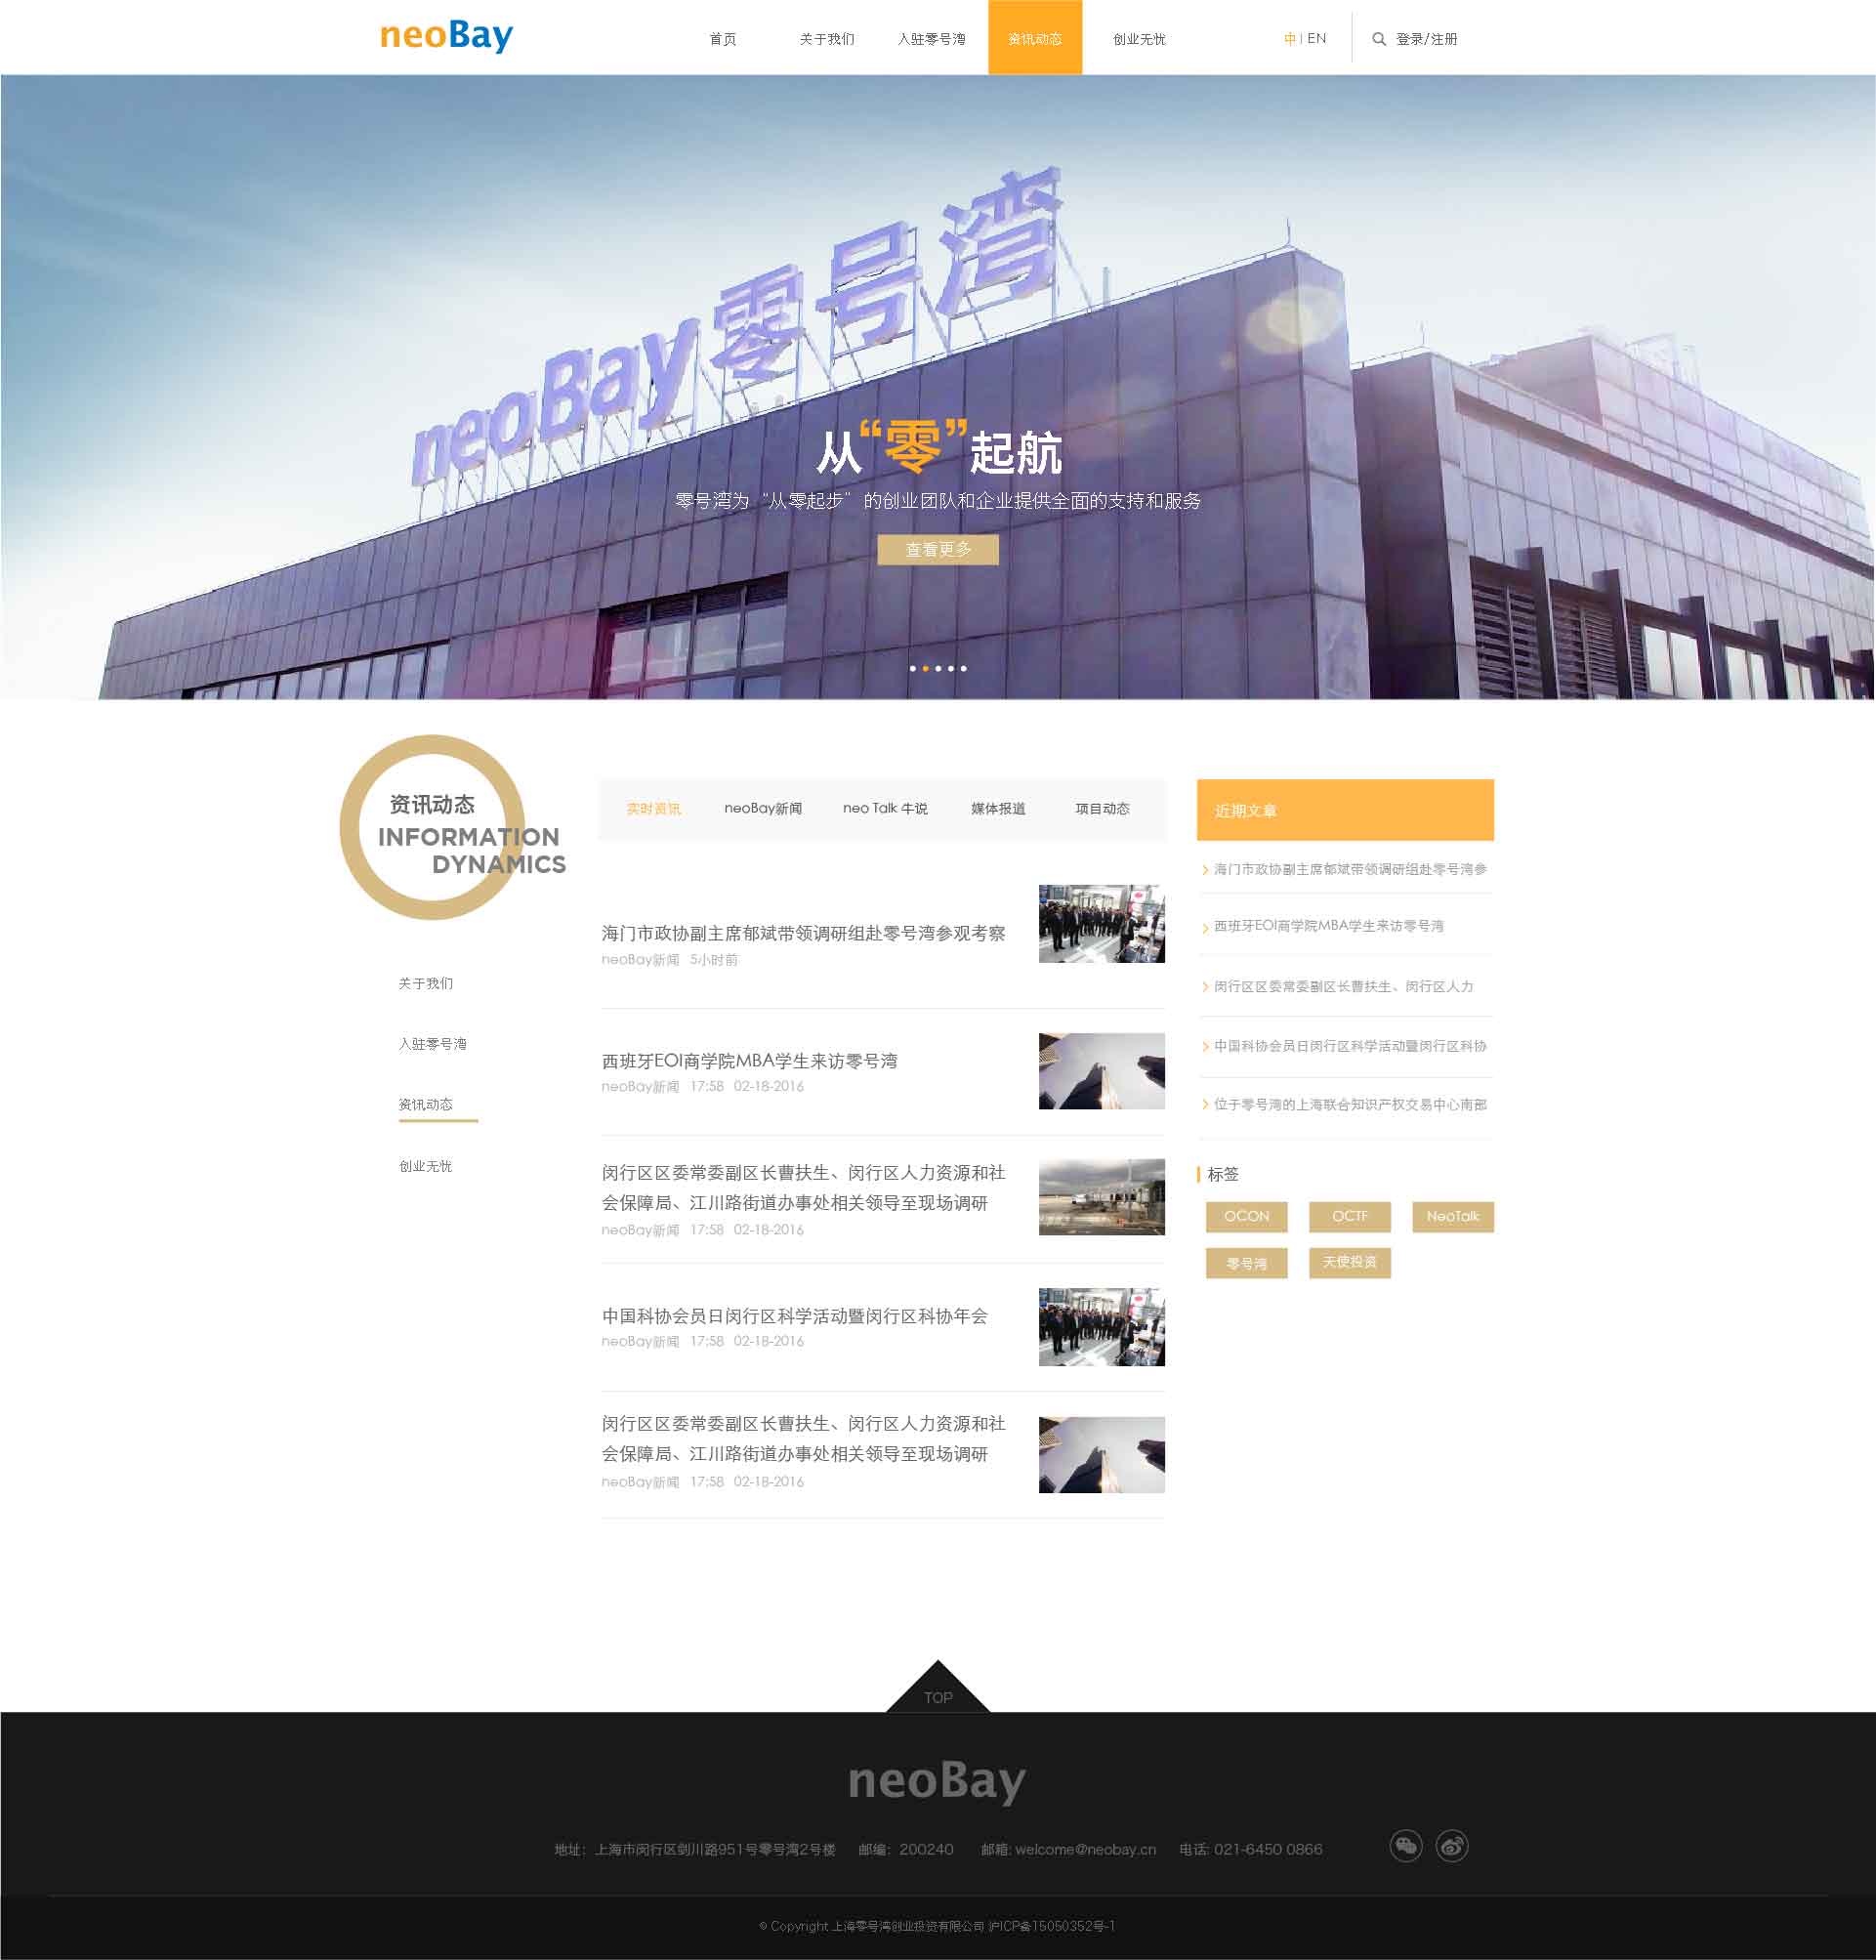 neoBay
首页 关于我们 入驻零号湾 资讯动态 创业无忧 中 | EN 登录/注册
neoBay零号湾
从“零”起航
零号湾为“从零起步”的创业团队和企业提供全面的支持和服务
查看更多
资讯动态
INFORMATION
DYNAMICS
关于我们
入驻零号湾
资讯动态
创业无忧
实时资讯 neoBay新闻 neo Talk 牛说 媒体报道 项目动态
海门市政协副主席郁斌带领调研组赴零号湾参观考察
neoBay新闻 5小时前
西班牙EOI商学院MBA学生来访零号湾
neoBay新闻 17:58 02-18-2016
闵行区区委常委副区长曹扶生、闵行区人力资源和社
会保障局、江川路街道办事处相关领导至现场调研
neoBay新闻 17:58 02-18-2016
中国科协会员日闵行区科学活动暨闵行区科协年会
neoBay新闻 17:58 02-18-2016
闵行区区委常委副区长曹扶生、闵行区人力资源和社
会保障局、江川路街道办事处相关领导至现场调研
neoBay新闻 17:58 02-18-2016
近期文章
海门市政协副主席郁斌带领调研组赴零号湾参
西班牙EOI商学院MBA学生来访零号湾
闵行区区委常委副区长曹扶生、闵行区人力
中国科协会员日闵行区科学活动暨闵行区科协
位于零号湾的上海联合知识产权交易中心南部
标签
OCON OCTF NeoTalk
零号湾 天使投资
TOP
neoBay
地址：上海市闵行区剑川路951号零号湾2号楼 邮编：200240 邮箱: welcome@neobay.cn 电话: 021-6450 0866
© Copyright 上海零号湾创业投资有限公司 沪ICP备15050352号-1